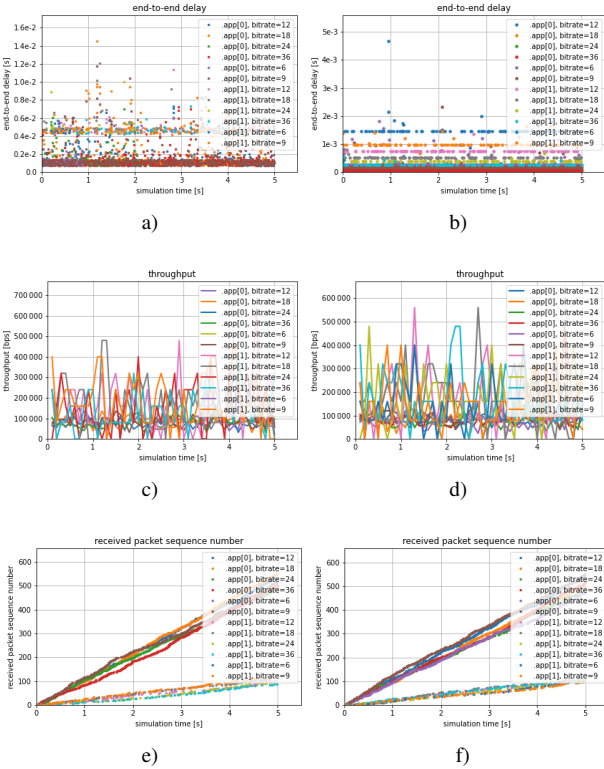 end-to-end delay
end-to-end delay [s]
1.6e-2
1.4e-2
1.2e-2
1.0e-2
0.8e-2
0.6e-2
0.4e-2
0.2e-2
0.0
0 1 2 3 4 5
simulation time [s]
.app[0], bitrate=12
.app[0], bitrate=18
.app[0], bitrate=24
.app[0], bitrate=36
.app[0], bitrate=6
.app[0], bitrate=9
.app[1], bitrate=12
.app[1], bitrate=18
.app[1], bitrate=24
.app[1], bitrate=36
.app[1], bitrate=6
.app[1], bitrate=9
a)
end-to-end delay
end-to-end delay [s]
5e-3
4e-3
3e-3
2e-3
1e-3
0
0 1 2 3 4 5
simulation time [s]
.app[0], bitrate=12
.app[0], bitrate=18
.app[0], bitrate=24
.app[0], bitrate=36
.app[0], bitrate=6
.app[0], bitrate=9
.app[1], bitrate=12
.app[1], bitrate=18
.app[1], bitrate=24
.app[1], bitrate=36
.app[1], bitrate=6
.app[1], bitrate=9
b)
throughput
throughput [bps]
700 000
600 000
500 000
400 000
300 000
200 000
100 000
0
0 1 2 3 4 5
simulation time [s]
.app[0], bitrate=12
.app[0], bitrate=18
.app[0], bitrate=24
.app[0], bitrate=36
.app[0], bitrate=6
.app[0], bitrate=9
.app[1], bitrate=12
.app[1], bitrate=18
.app[1], bitrate=24
.app[1], bitrate=36
.app[1], bitrate=6
.app[1], bitrate=9
c)
throughput
throughput [bps]
600 000
500 000
400 000
300 000
200 000
100 000
0
0 1 2 3 4 5
simulation time [s]
.app[0], bitrate=12
.app[0], bitrate=18
.app[0], bitrate=24
.app[0], bitrate=36
.app[0], bitrate=6
.app[0], bitrate=9
.app[1], bitrate=12
.app[1], bitrate=18
.app[1], bitrate=24
.app[1], bitrate=36
.app[1], bitrate=6
.app[1], bitrate=9
d)
received packet sequence number
received packet sequence number
600
500
400
300
200
100
0
0 1 2 3 4 5
simulation time [s]
.app[0], bitrate=12
.app[0], bitrate=18
.app[0], bitrate=24
.app[0], bitrate=36
.app[0], bitrate=6
.app[0], bitrate=9
.app[1], bitrate=12
.app[1], bitrate=18
.app[1], bitrate=24
.app[1], bitrate=36
.app[1], bitrate=6
.app[1], bitrate=9
e)
received packet sequence number
received packet sequence number
600
500
400
300
200
100
0
0 1 2 3 4 5
simulation time [s]
.app[0], bitrate=12
.app[0], bitrate=18
.app[0], bitrate=24
.app[0], bitrate=36
.app[0], bitrate=6
.app[0], bitrate=9
.app[1], bitrate=12
.app[1], bitrate=18
.app[1], bitrate=24
.app[1], bitrate=36
.app[1], bitrate=6
.app[1], bitrate=9
f)